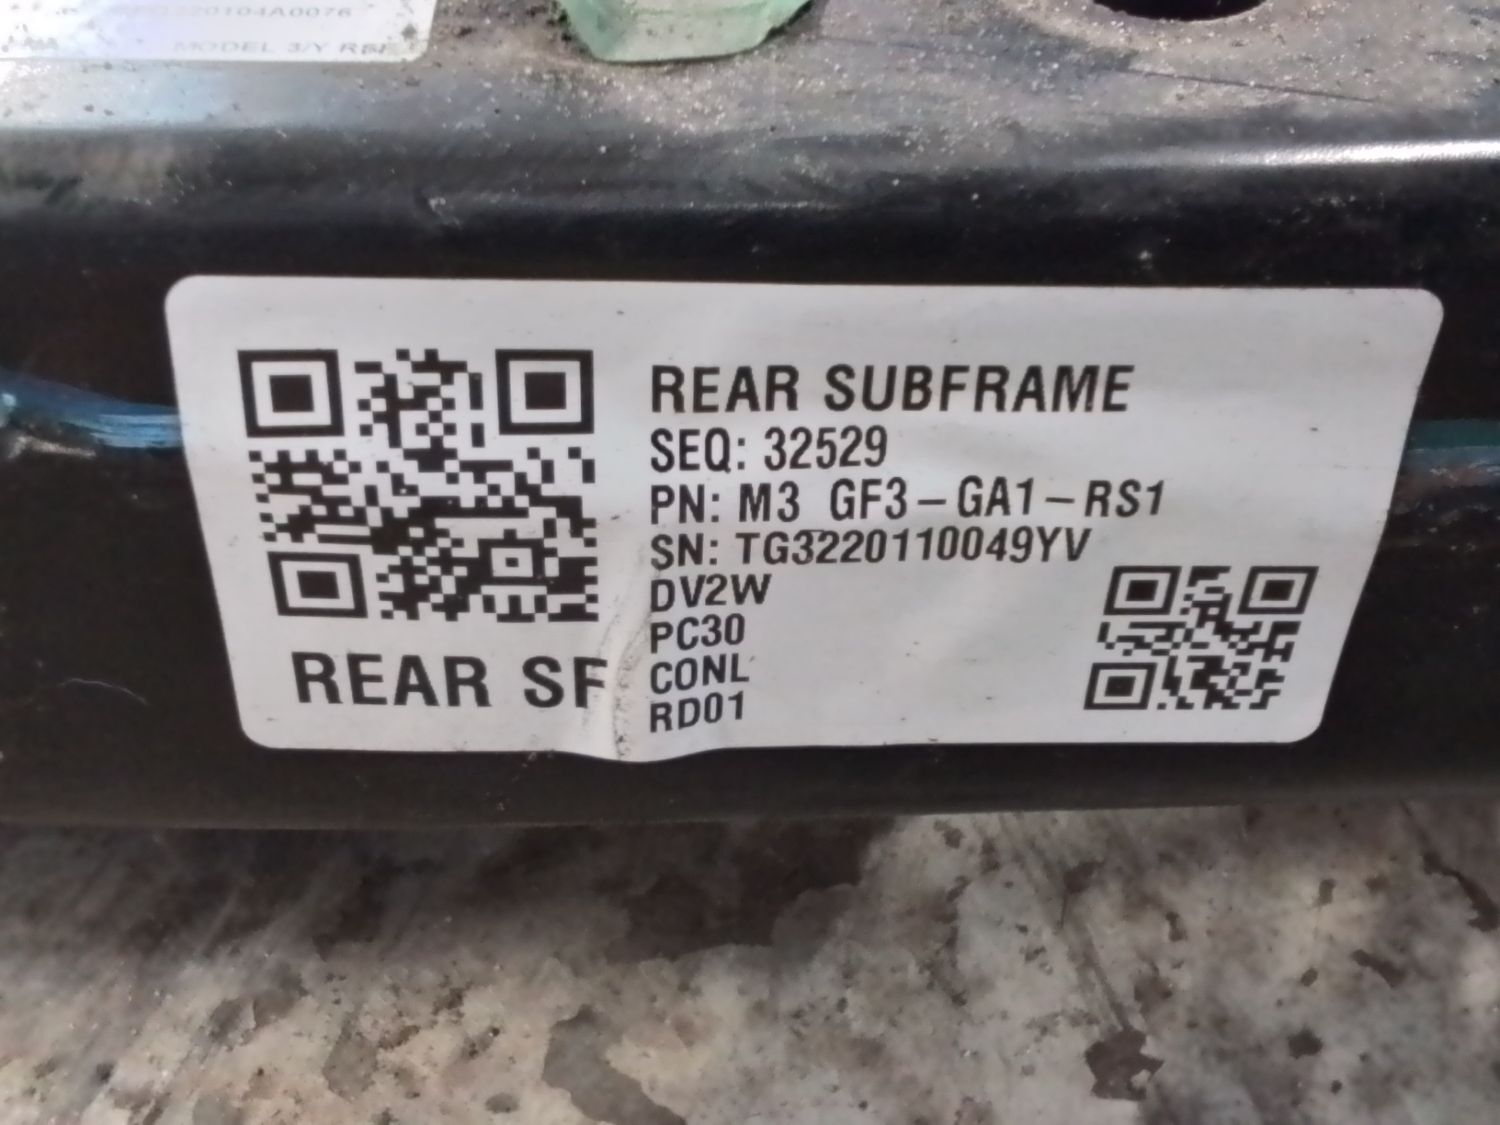 320104A0076
MODEL 3/Y
REAR SUBFRAME
SEQ: 32529
PN: M3 GF3-GA1-RS1
SN: TG3220110049YV
DV2W
PC30
CONL
RD01
REAR SF